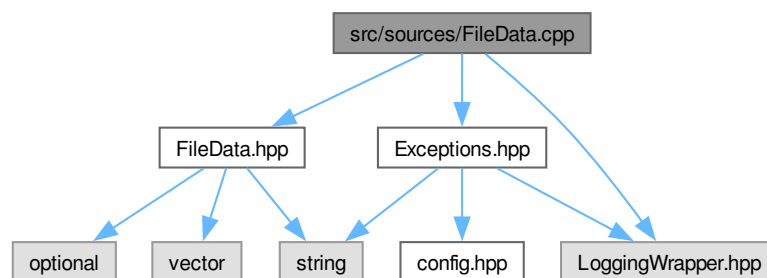 src/sources/FileData.cpp
FileData.hpp
Exceptions.hpp
optional
vector
string
config.hpp
LoggingWrapper.hpp